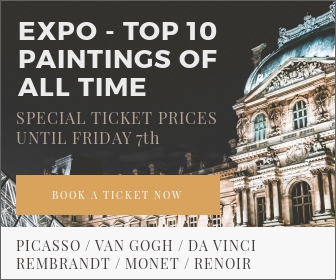 EXPO - TOP 10
PAINTINGS OF
ALL TIME
SPECIAL TICKET PRICES
UNTIL FRIDAY 7th
BOOK A TICKET NOW
PICASSO / VAN GOGH / DA VINCI
REMBRANDT / MONET / RENOIR